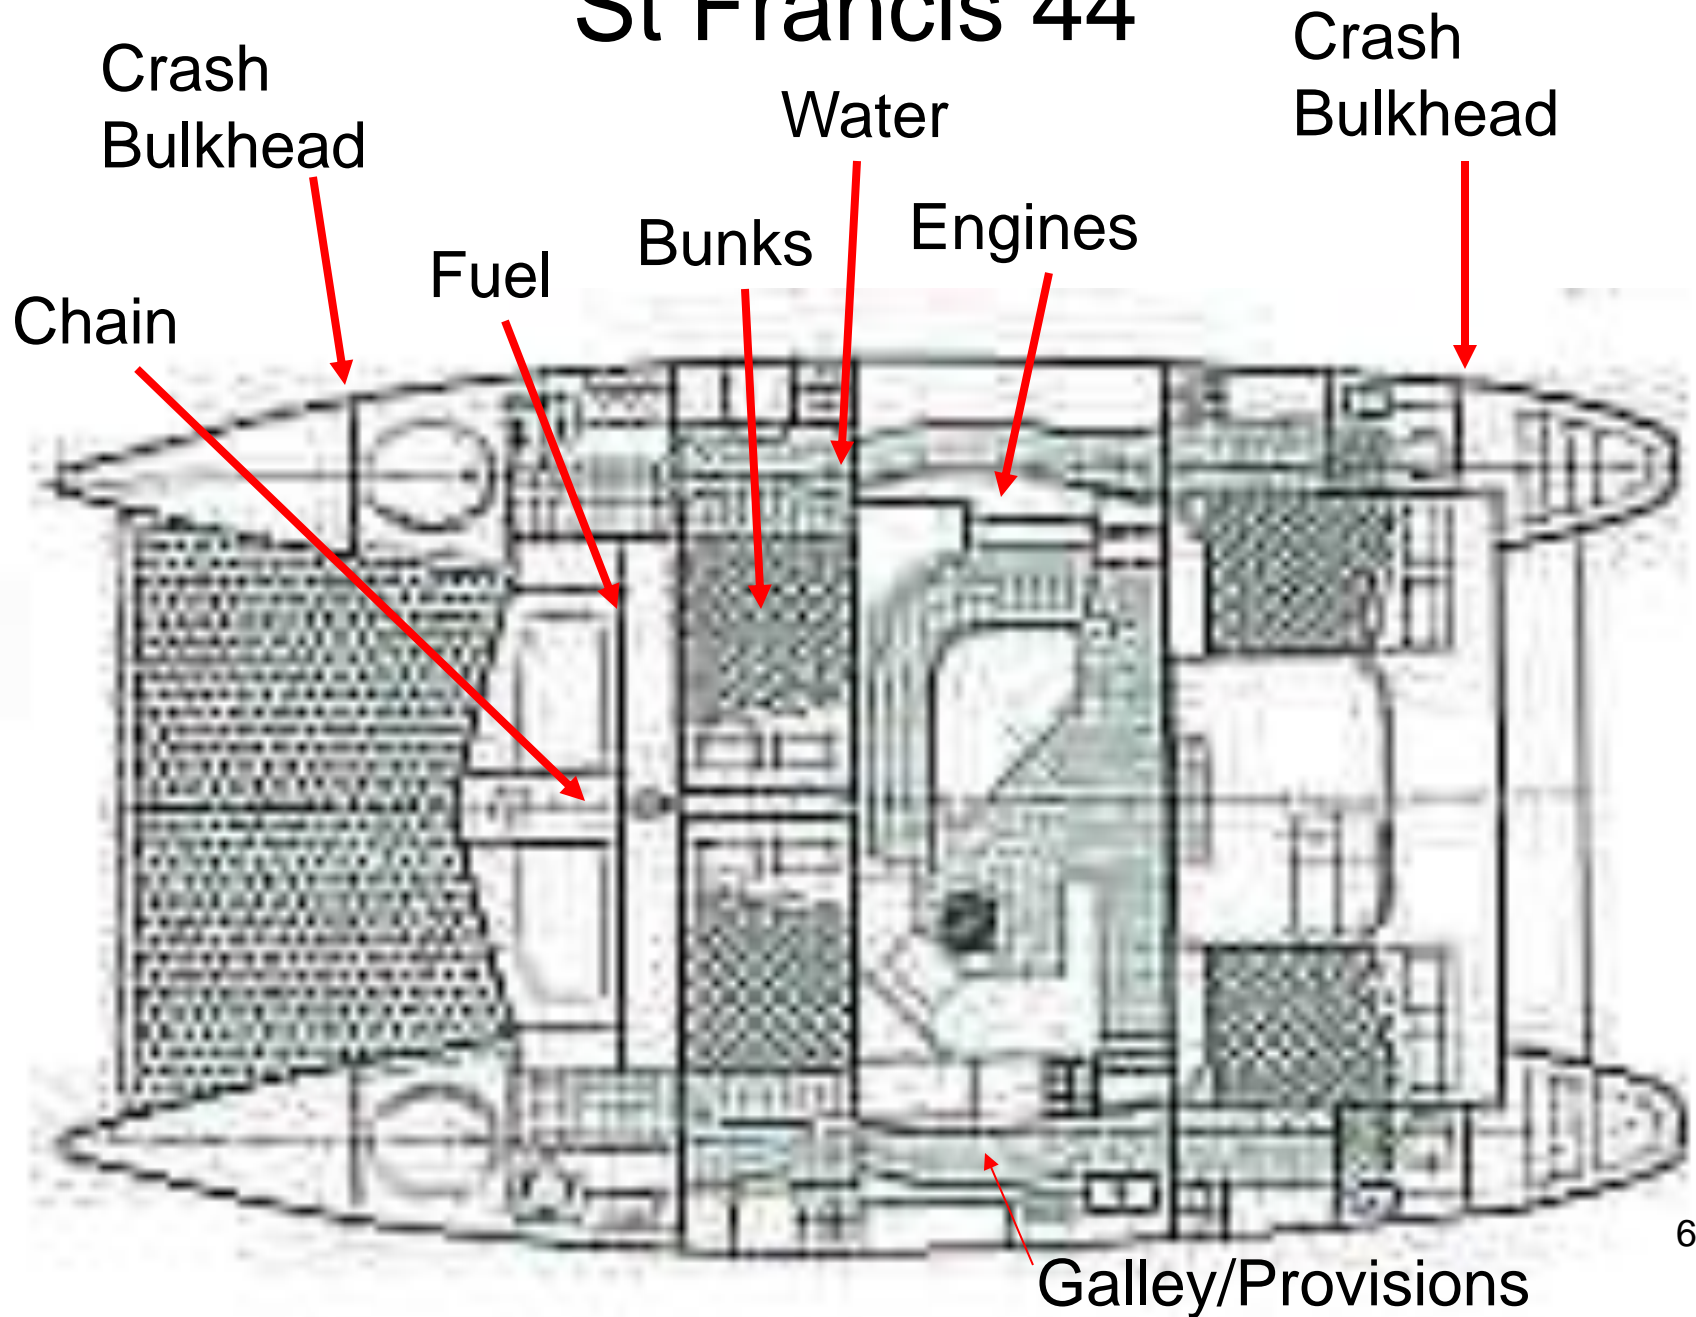 St Francis 44
Crash
Bulkhead
Crash
Bulkhead
Water
Bunks
Engines
Fuel
Chain
6
Galley/Provisions